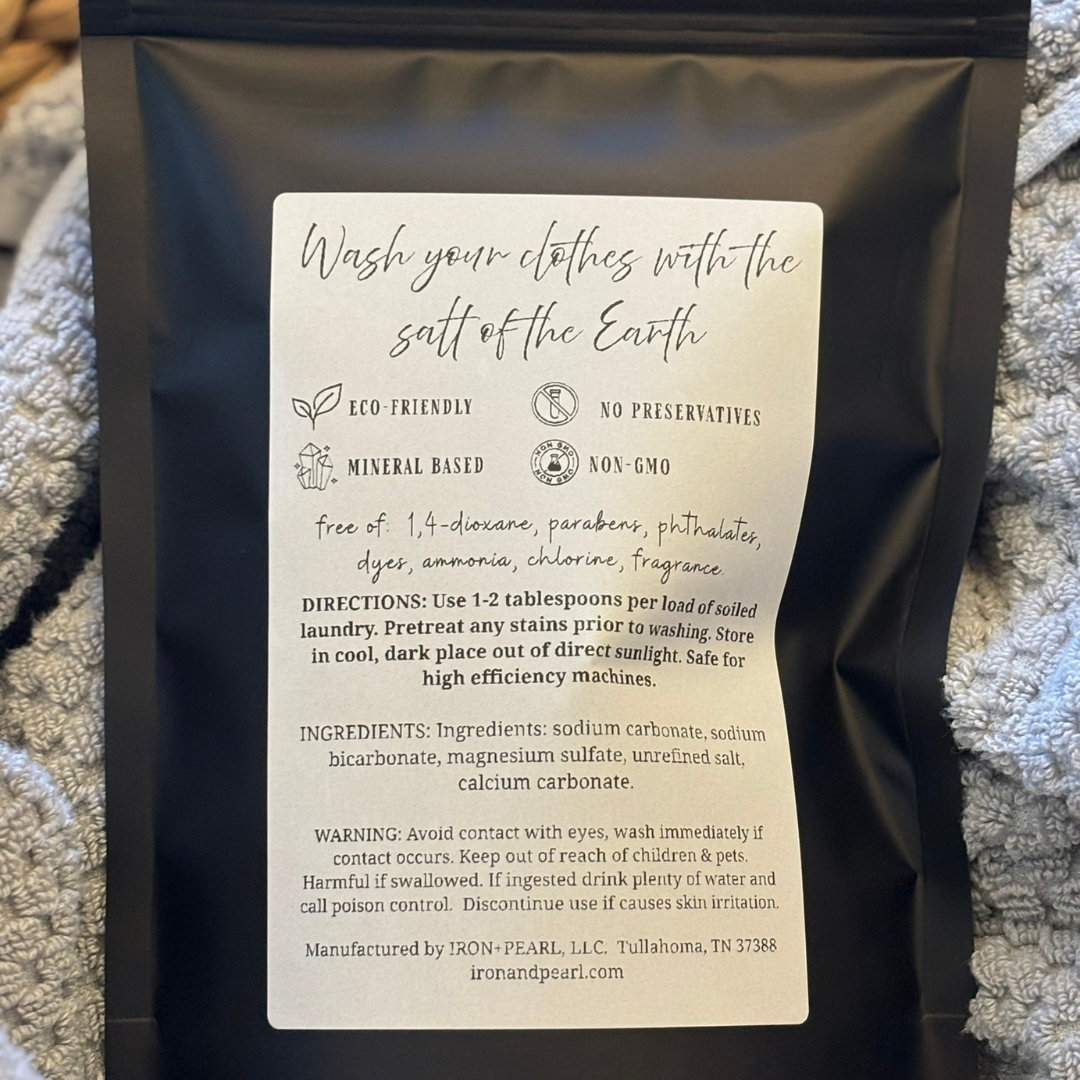 Wash your clothes with the
salt of the Earth
ECO-FRIENDLY
NO PRESERVATIVES
MINERAL BASED
NON GMO
NON GMO
NON-GMO
free of: 1,4-dioxane, parabens, phthalates,
dyes, ammonia, chlorine, fragrance.
DIRECTIONS: Use 1-2 tablespoons per load of soiled
laundry. Pretreat any stains prior to washing. Store
in cool, dark place out of direct sunlight. Safe for
high efficiency machines.
INGREDIENTS: Ingredients: sodium carbonate, sodium
bicarbonate, magnesium sulfate, unrefined salt,
calcium carbonate.
WARNING: Avoid contact with eyes, wash immediately if
contact occurs. Keep out of reach of children & pets.
Harmful if swallowed. If ingested drink plenty of water and
call poison control. Discontinue use if causes skin irritation.
Manufactured by IRON+PEARL, LLC. Tullahoma, TN 37388
ironandpearl.com